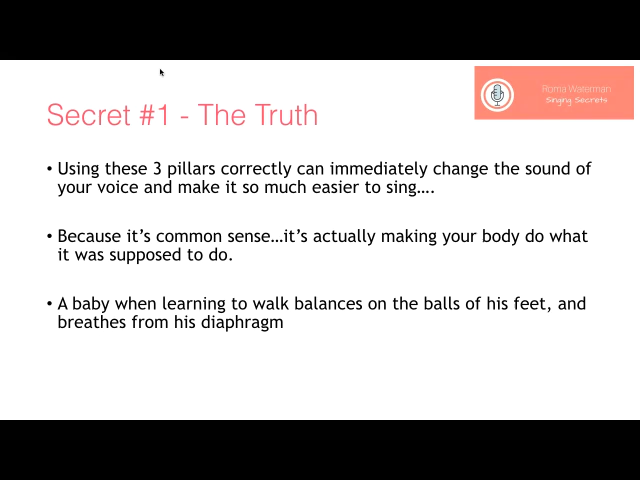 Roma Waterman
Singing Secrets
Secret #1 - The Truth
• Using these 3 pillars correctly can immediately change the sound of
your voice and make it so much easier to sing....
• Because it's common sense...it's actually making your body do what
it was supposed to do.
• A baby when learning to walk balances on the balls of his feet, and
breathes from his diaphragm